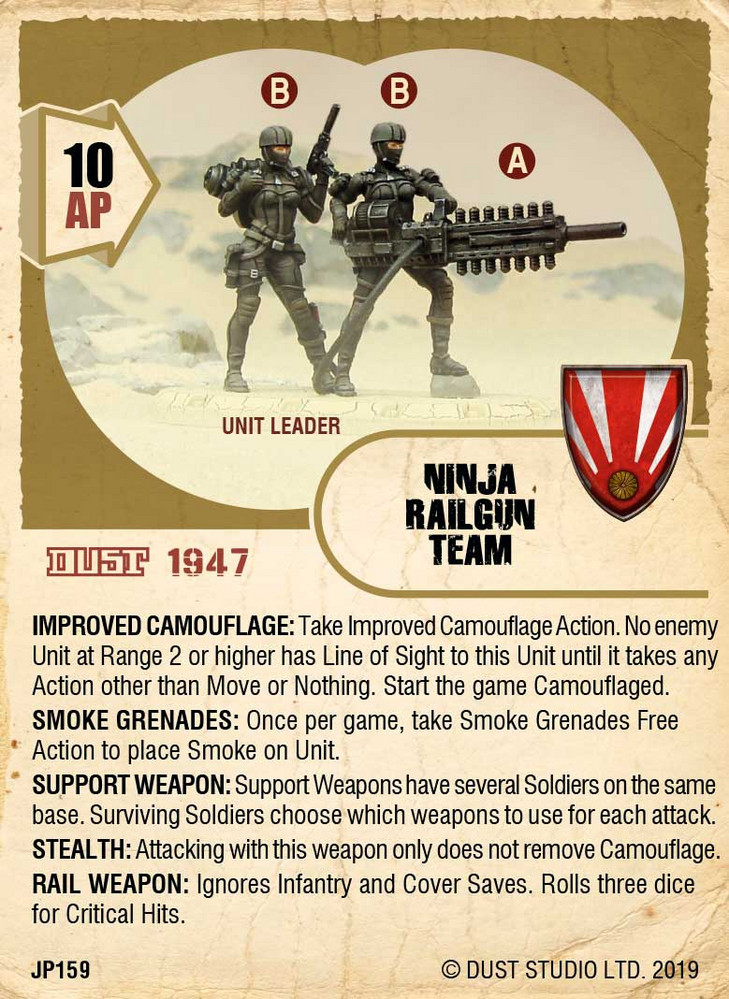 B B
A
10
AP
UNIT LEADER
NINJA
RAILGUN
TEAM
DUST 1947
IMPROVED CAMOUFLAGE: Take Improved Camouflage Action. No enemy
Unit at Range 2 or higher has Line of Sight to this Unit until it takes any
Action other than Move or Nothing. Start the game Camouflaged.
SMOKE GRENADES: Once per game, take Smoke Grenades Free
Action to place Smoke on Unit.
SUPPORT WEAPON: Support Weapons have several Soldiers on the same
base. Surviving Soldiers choose which weapons to use for each attack.
STEALTH: Attacking with this weapon only does not remove Camouflage.
RAIL WEAPON: Ignores Infantry and Cover Saves. Rolls three dice
for Critical Hits.
JP159 © DUST STUDIO LTD. 2019